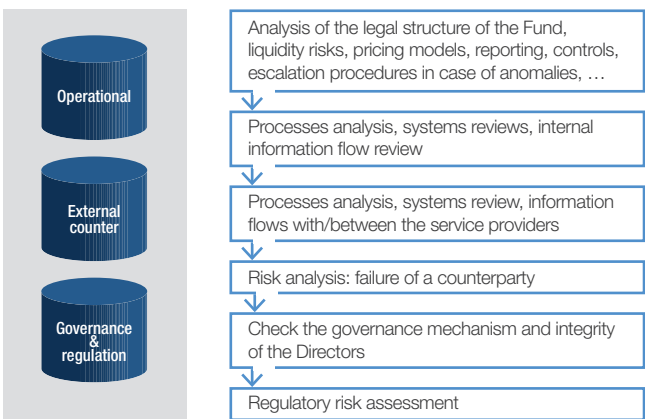 Operational
External
counter
Governance
&
regulation
Analysis of the legal structure of the Fund,
liquidity risks, pricing models, reporting, controls,
escalation procedures in case of anomalies, …
Processes analysis, systems reviews, internal
information flow review
Processes analysis, systems review, information
flows with/between the service providers
Risk analysis: failure of a counterparty
Check the governance mechanism and integrity
of the Directors
Regulatory risk assessment